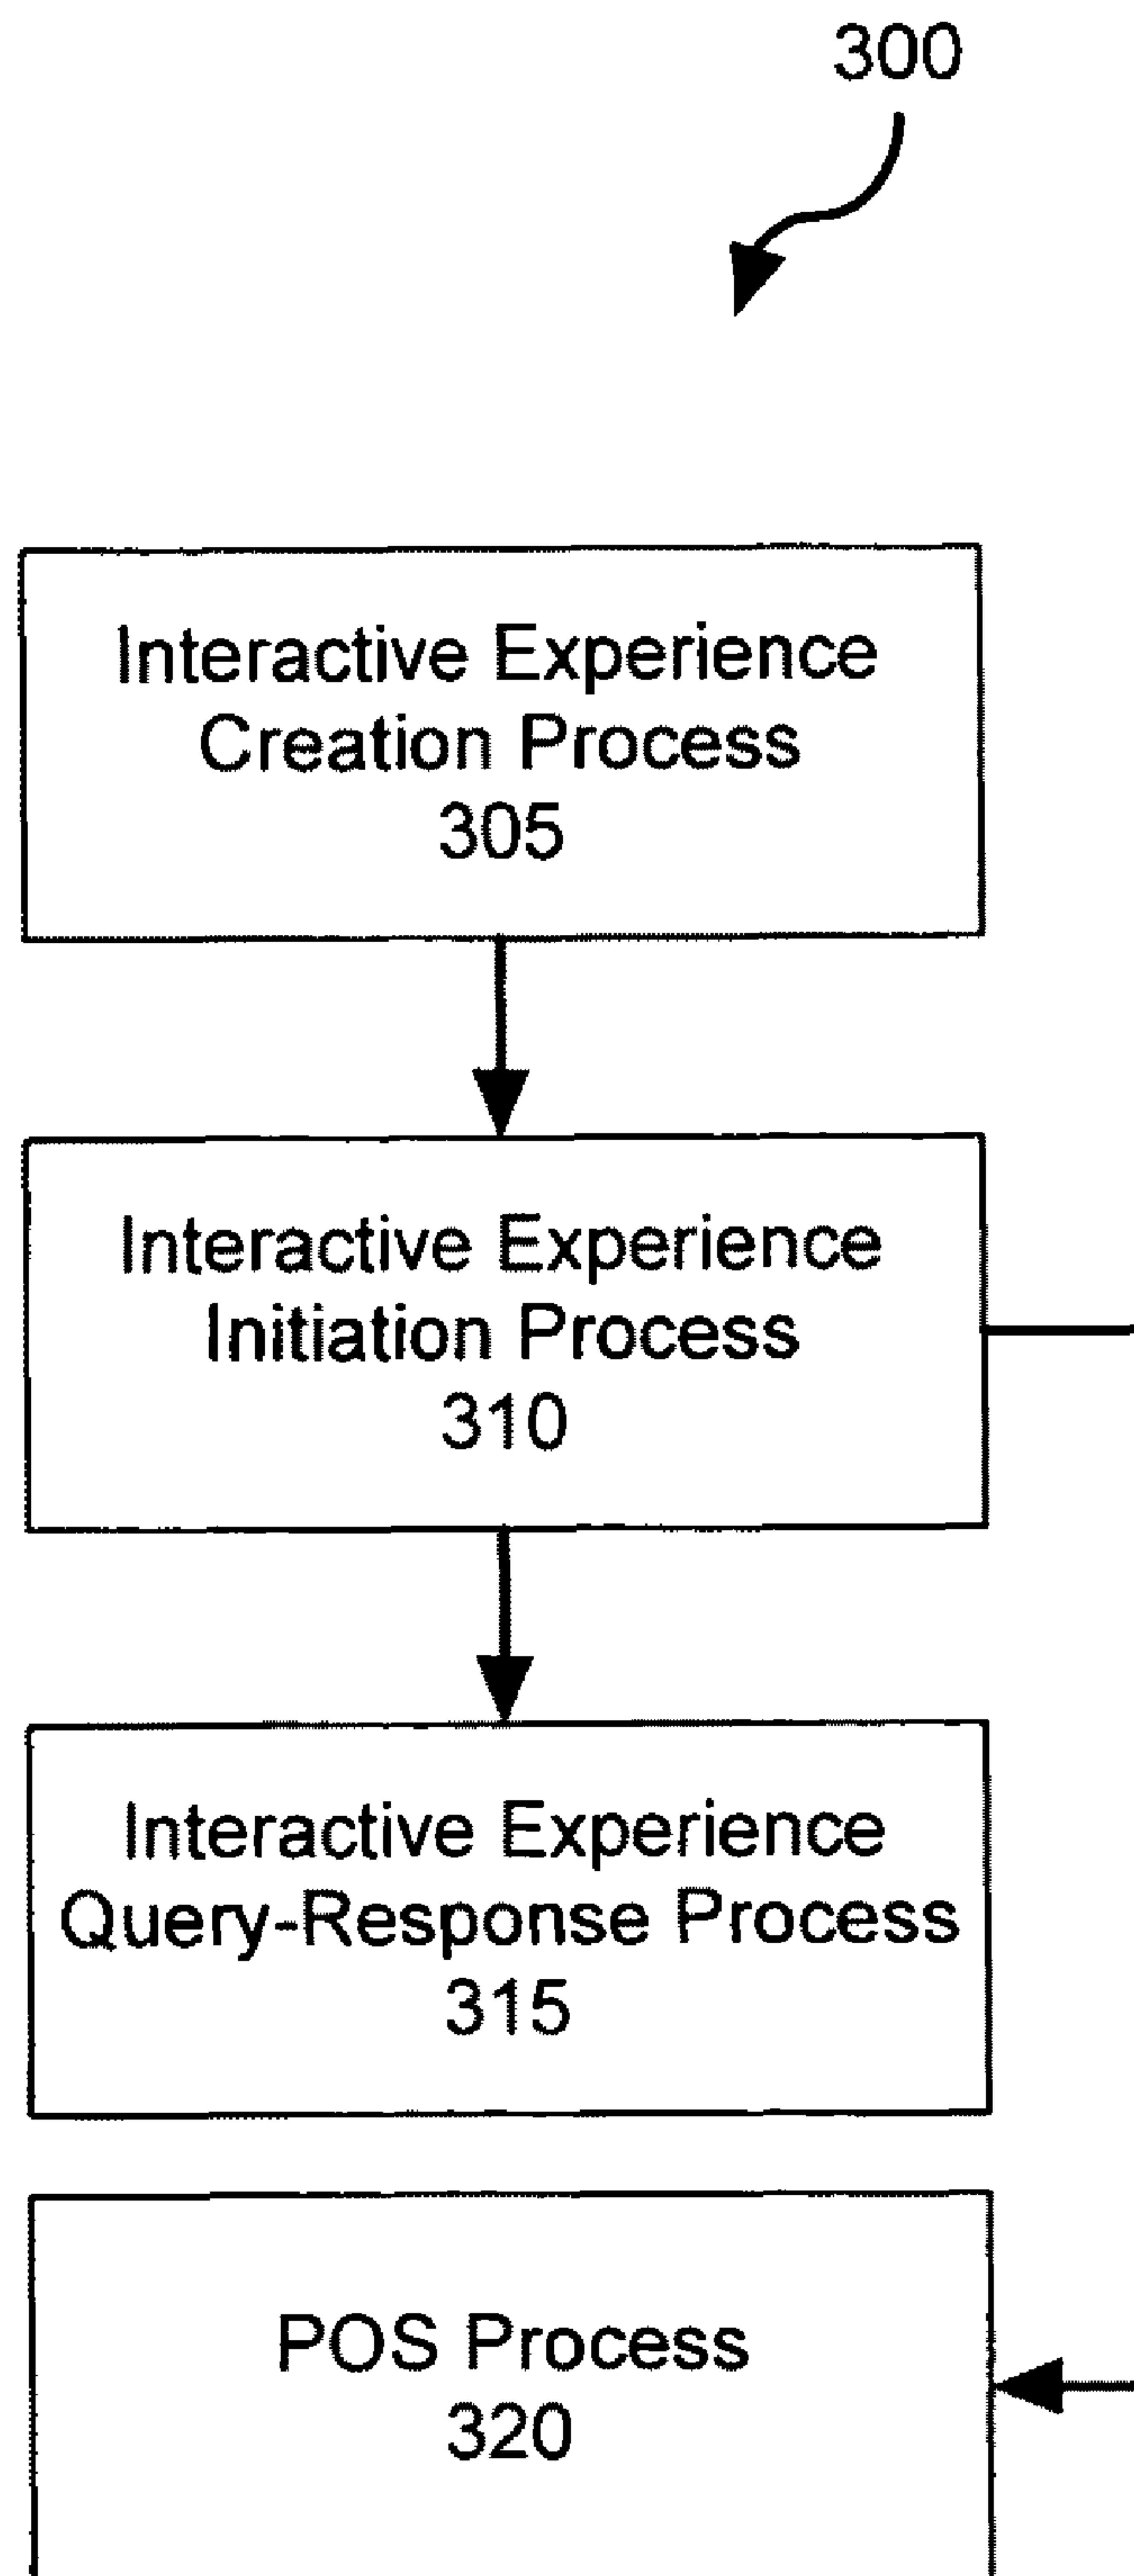 300
Interactive Experience
Creation Process
305
Interactive Experience
Initiation Process
310
Interactive Experience
Query-Response Process
315
POS Process
320